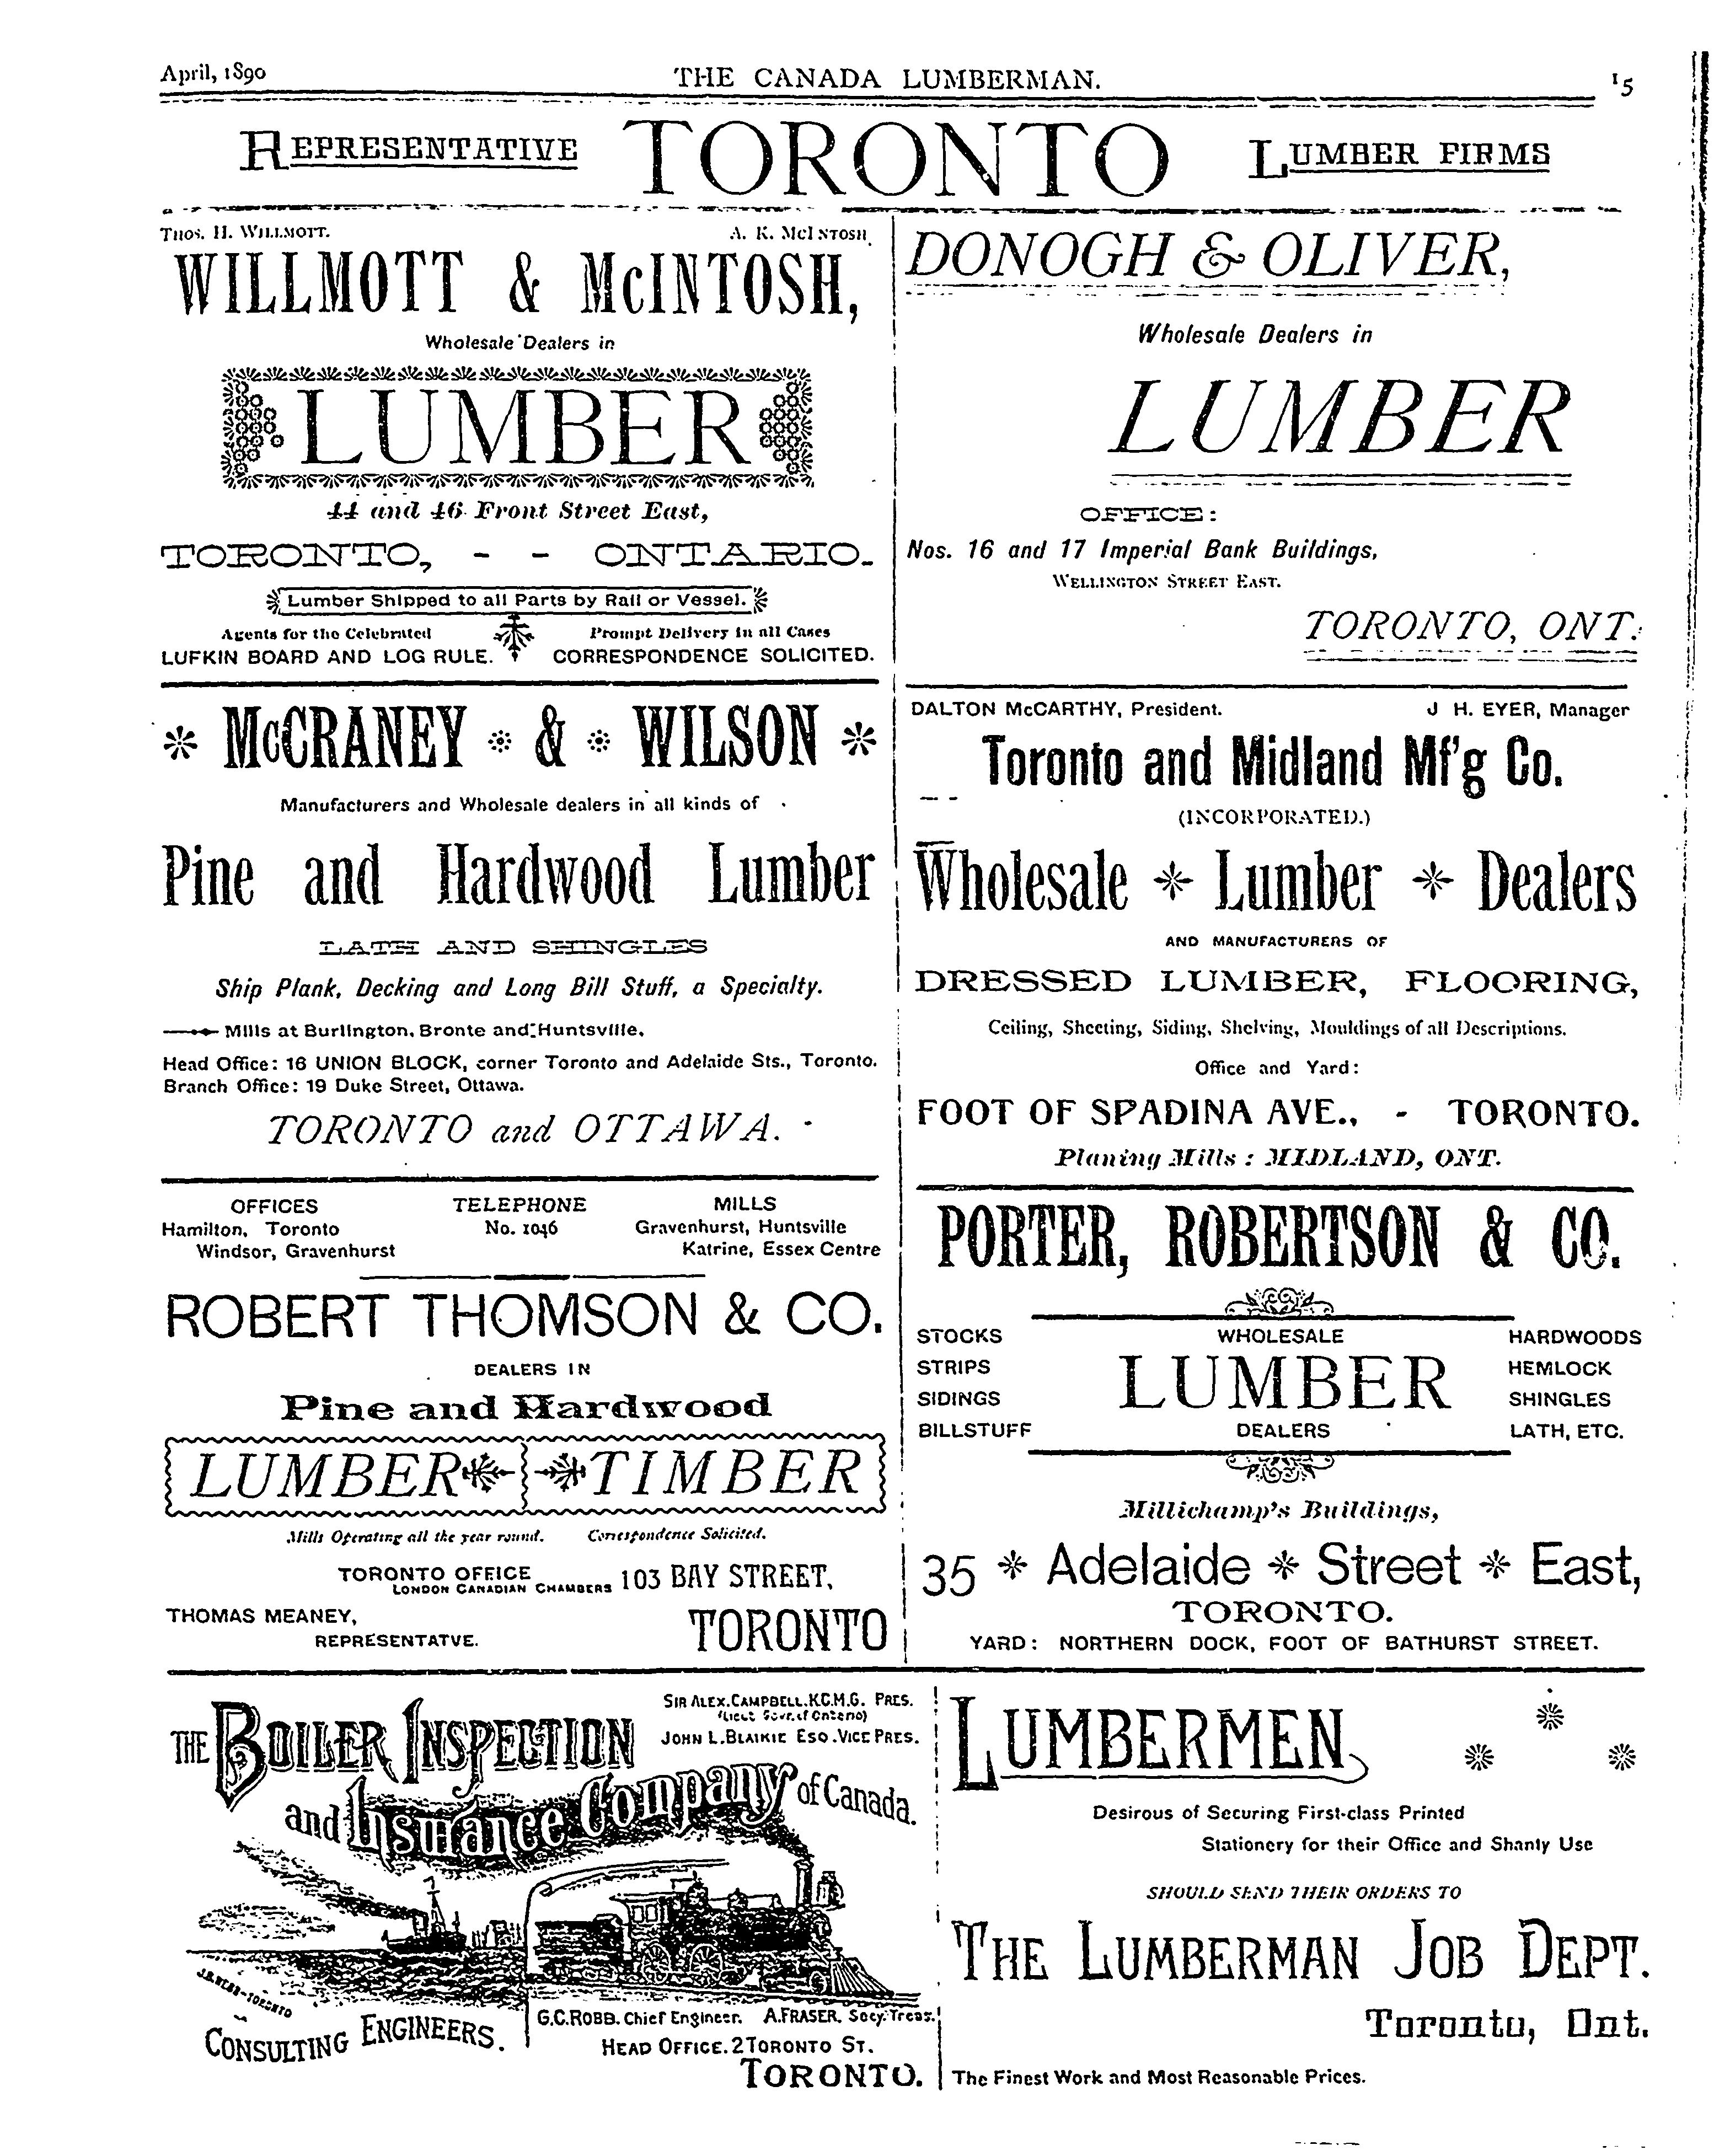 April, 1890
THE CANADA LUMBERMAN.
15
REPRESENTATIVE TORONTO LUMBER FIRMS
THOS. H. WILLMOTT. A. K. MCINTOSH.
WILLMOTT & McINTOSH,
Wholesale Dealers in
LUMBER
44 and 46 Front Street East,
TORONTO, - - ONTARIO.
Lumber Shipped to all Parts by Rail or Vessel.
Agents for the Celebrated
LUFKIN BOARD AND LOG RULE.
Prompt Delivery in all Cases
CORRESPONDENCE SOLICITED.
McCRANEY & WILSON
Manufacturers and Wholesale dealers in all kinds of
Pine and Hardwood Lumber
LATH AND SHINGLES
Ship Plank, Decking and Long Bill Stuff, a Specialty.
Mills at Burlington, Bronte and Huntsville.
Head Office: 16 UNION BLOCK, corner Toronto and Adelaide Sts., Toronto.
Branch Office: 19 Duke Street, Ottawa.
TORONTO and OTTAWA.
OFFICES
Hamilton, Toronto
Windsor, Gravenhurst
TELEPHONE
No. 1046
MILLS
Gravenhurst, Huntsville
Katrine, Essex Centre
ROBERT THOMSON & CO.
DEALERS IN
Pine and Hardwood
LUMBER TIMBER
Mills Operating all the year round. Correspondence Solicited.
TORONTO OFFICE
LONDON CANADIAN CHAMBERS
103 BAY STREET,
THOMAS MEANEY,
REPRESENTATVE.
TORONTO
DONOGH & OLIVER,
Wholesale Dealers in
LUMBER
OFFICE:
Nos. 16 and 17 Imperial Bank Buildings,
WELLINGTON STREET EAST.
TORONTO, ONT.
DALTON McCARTHY, President. J H. EYER, Manager
Toronto and Midland Mf'g Co.
(INCORPORATED.)
Wholesale Lumber Dealers
AND MANUFACTURERS OF
DRESSED LUMBER, FLOORING,
Ceiling, Sheeting, Siding, Shelving, Mouldings of all Descriptions.
Office and Yard:
FOOT OF SPADINA AVE., - TORONTO.
Planing Mills: MIDLAND, ONT.
PORTER, ROBERTSON & CO.
STOCKS
STRIPS
SIDINGS
BILLSTUFF
WHOLESALE
LUMBER
DEALERS
HARDWOODS
HEMLOCK
SHINGLES
LATH, ETC.
Millichamp's Buildings,
35 Adelaide Street East,
TORONTO.
YARD: NORTHERN DOCK, FOOT OF BATHURST STREET.
SIR ALEX. CAMPBELL. K.C.M.G. PRES.
(Lieut. Govr. of Ontario)
JOHN L. BLAIKIE ESQ. VICE PRES.
THE BOILER INSPECTION
and Insurance Company of Canada.
J.B. WEBB-TORONTO
CONSULTING ENGINEERS.
G.C. ROBB. Chief Engineer. A. FRASER. Secy. Treas.
HEAD OFFICE. 2 TORONTO ST.
TORONTO.
LUMBERMEN
Desirous of Securing First-class Printed
Stationery for their Office and Shanty Use
SHOULD SEND THEIR ORDERS TO
THE LUMBERMAN JOB DEPT.
Toronto, Ont.
The Finest Work and Most Reasonable Prices.